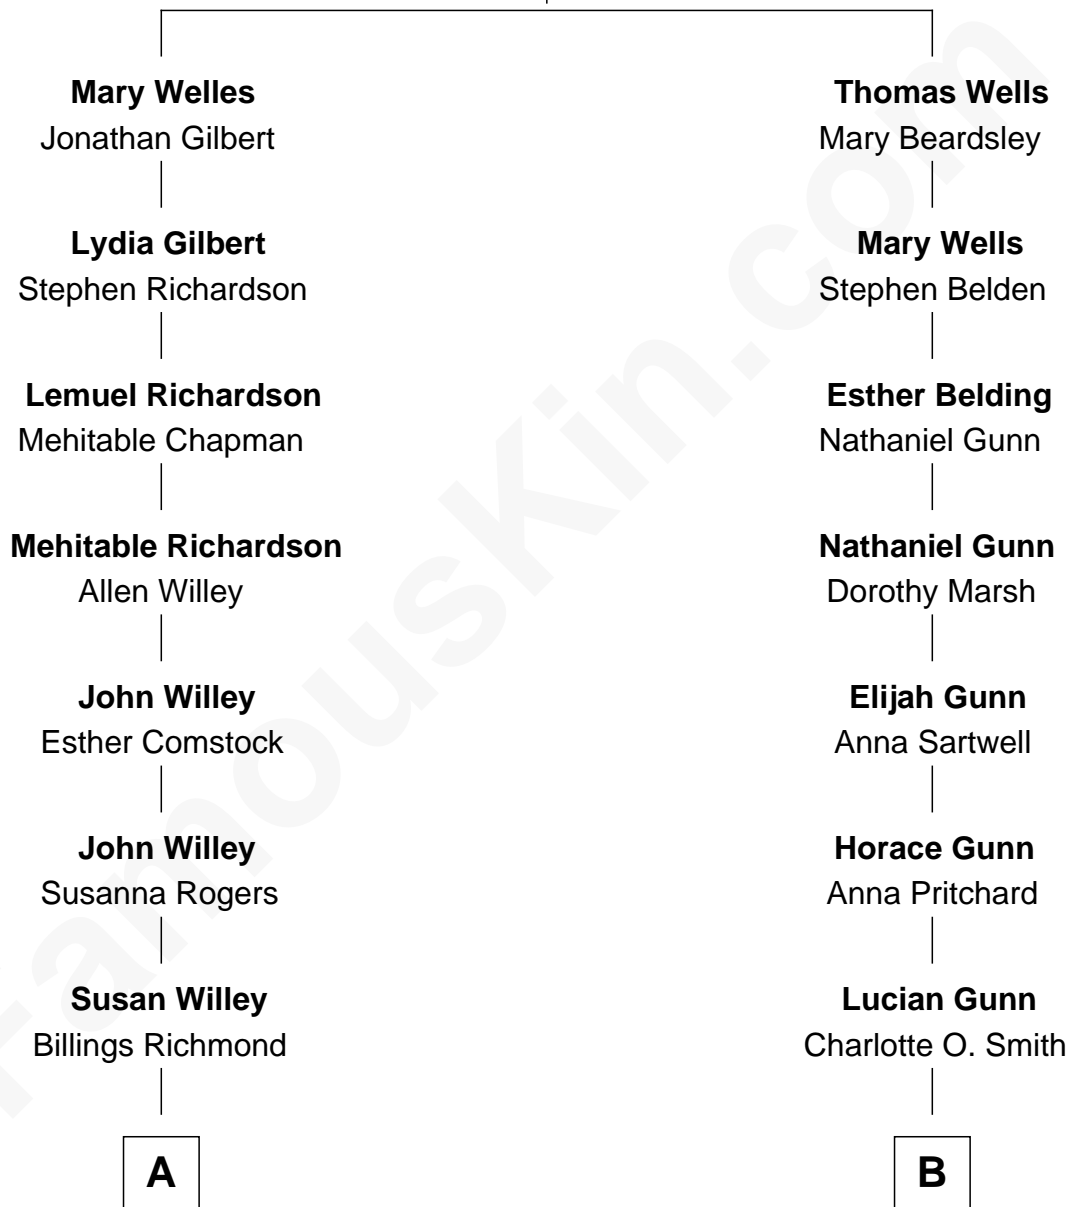 Mary Welles
Jonathan Gilbert
Lydia Gilbert
Stephen Richardson
Lemuel Richardson
Mehitable Chapman
Mehitable Richardson
Allen Willey
John Willey
Esther Comstock
John Willey
Susanna Rogers
Susan Willey
Billings Richmond
A
Thomas Wells
Mary Beardsley
Mary Wells
Stephen Belden
Esther Belding
Nathaniel Gunn
Nathaniel Gunn
Dorothy Marsh
Elijah Gunn
Anna Sartwell
Horace Gunn
Anna Pritchard
Lucian Gunn
Charlotte O. Smith
B
FamousKin.com